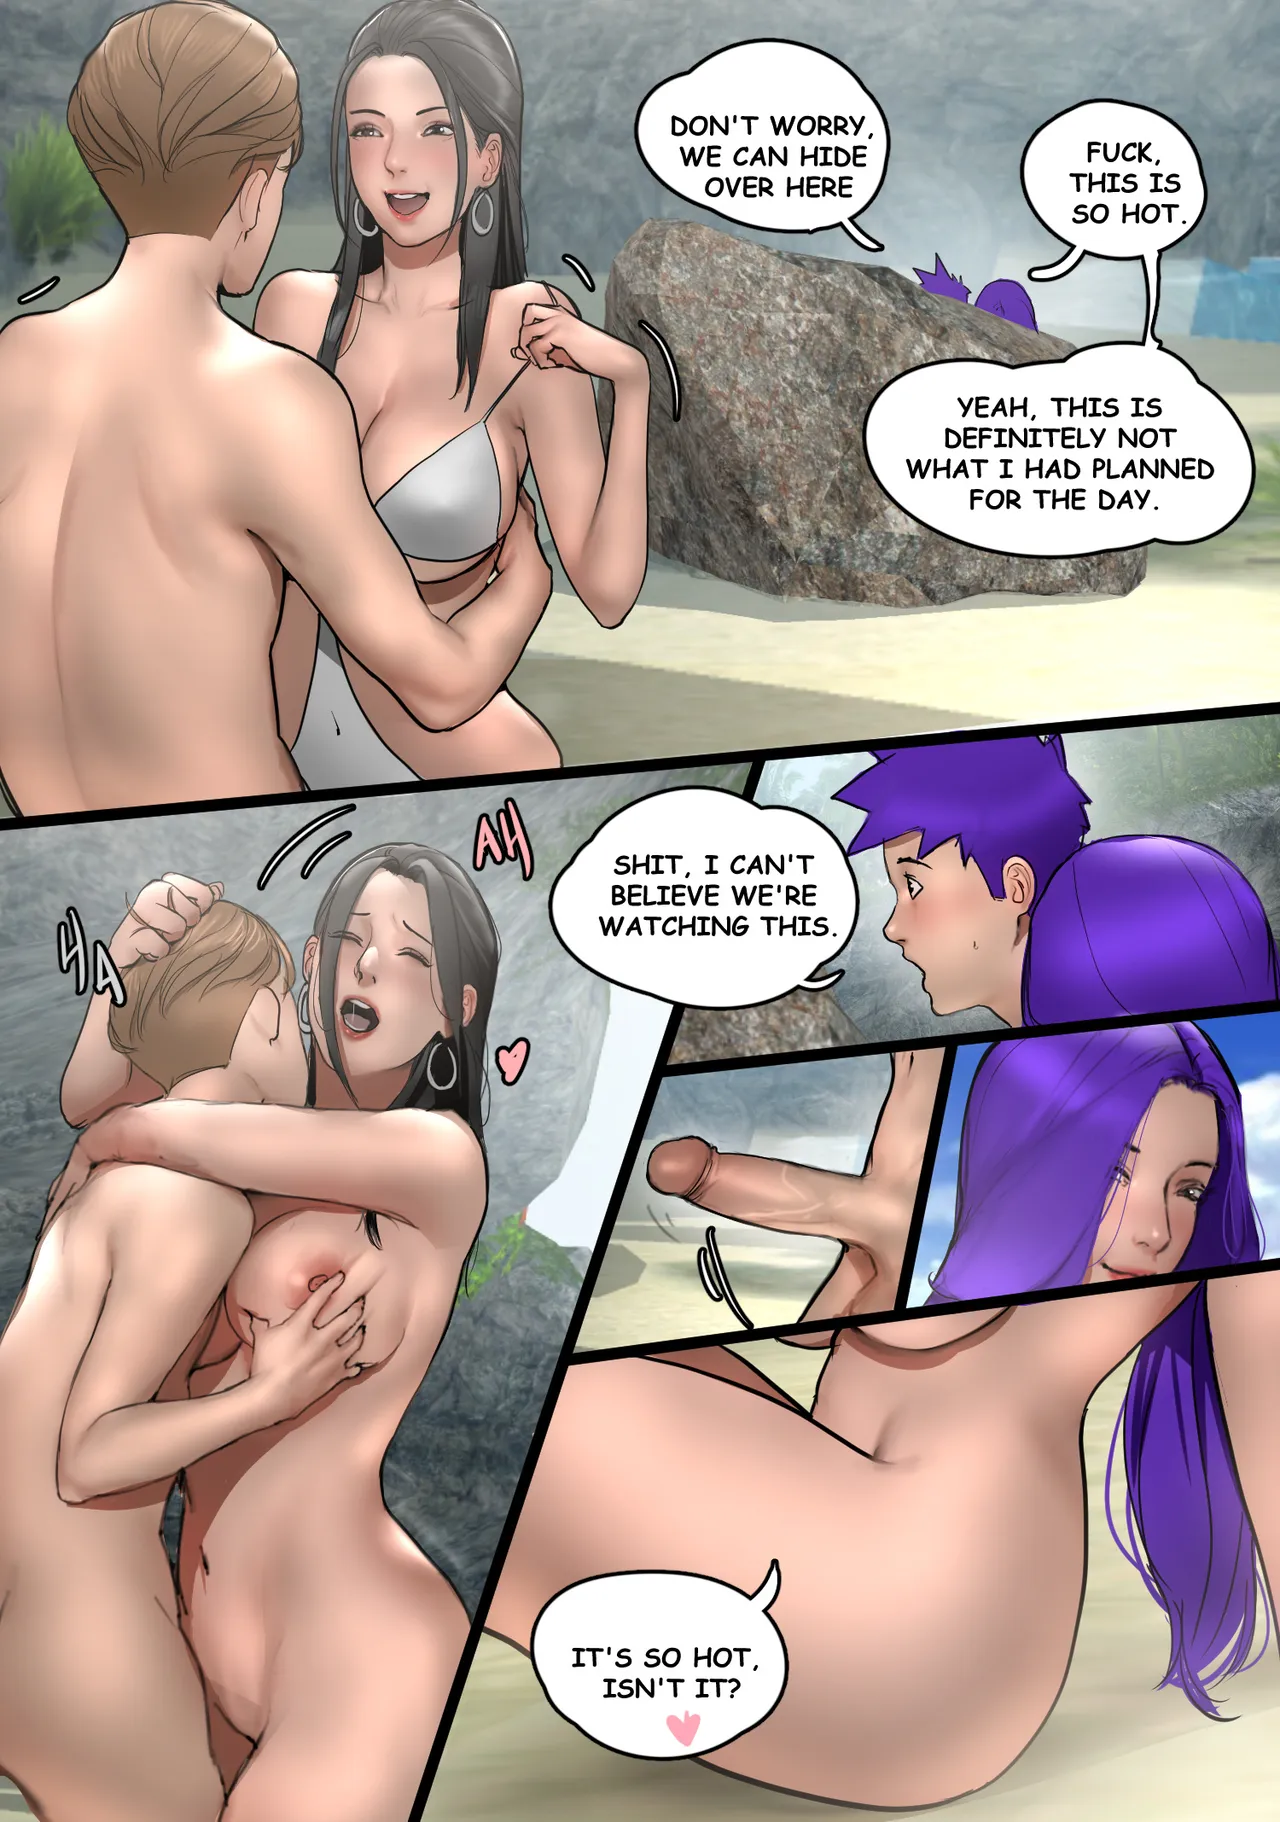 DON'T WORRY,
WE CAN HIDE
OVER HERE
FUCK,
THIS IS
SO HOT.
YEAH, THIS IS
DEFINITELY NOT
WHAT I HAD PLANNED
FOR THE DAY.
AH
HA
SHIT, I CAN'T
BELIEVE WE'RE
WATCHING THIS.
IT'S SO HOT,
ISN'T IT?